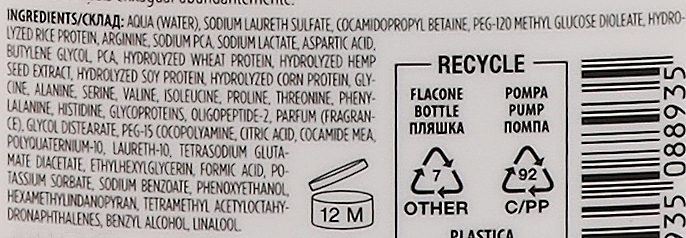 abundantemente.
INGREDIENTS/СКЛАД: AQUA (WATER), SODIUM LAURETH SULFATE, COCAMIDOPROPYL BETAINE, PEG-120 METHYL GLUCOSE DIOLEATE, HYDRO-
LYZED RICE PROTEIN, ARGININE, SODIUM PCA, SODIUM LACTATE, ASPARTIC ACID,
BUTYLENE GLYCOL, PCA, HYDROLYZED WHEAT PROTEIN, HYDROLYZED HEMP
SEED EXTRACT, HYDROLYZED SOY PROTEIN, HYDROLYZED CORN PROTEIN, GLY-
CINE, ALANINE, SERINE, VALINE, ISOLEUCINE, PROLINE, THREONINE, PHENY-
LALANINE, HISTIDINE, GLYCOPROTEINS, OLIGOPEPTIDE-2, PARFUM (FRAGRAN-
CE), GLYCOL DISTEARATE, PEG-15 COCOPOLYAMINE, CITRIC ACID, COCAMIDE MEA,
POLYQUATERNIUM-10, LAURETH-10, TETRASODIUM GLUTA-
MATE DIACETATE, ETHYLHEXYLGLYCERIN, FORMIC ACID, PO-
TASSIUM SORBATE, SODIUM BENZOATE, PHENOXYETHANOL,
HEXAMETHYLINDANOPYRAN, TETRAMETHYL ACETYLOCTAHY-
DRONAPHTHALENES, BENZYL ALCOHOL, LINALOOL.
12 M
RECYCLE
FLACONE
BOTTLE
ПЛЯШКА
7
OTHER
POMPA
PUMP
ПОМПА
92
C/PP
PLASTICA
088935
935